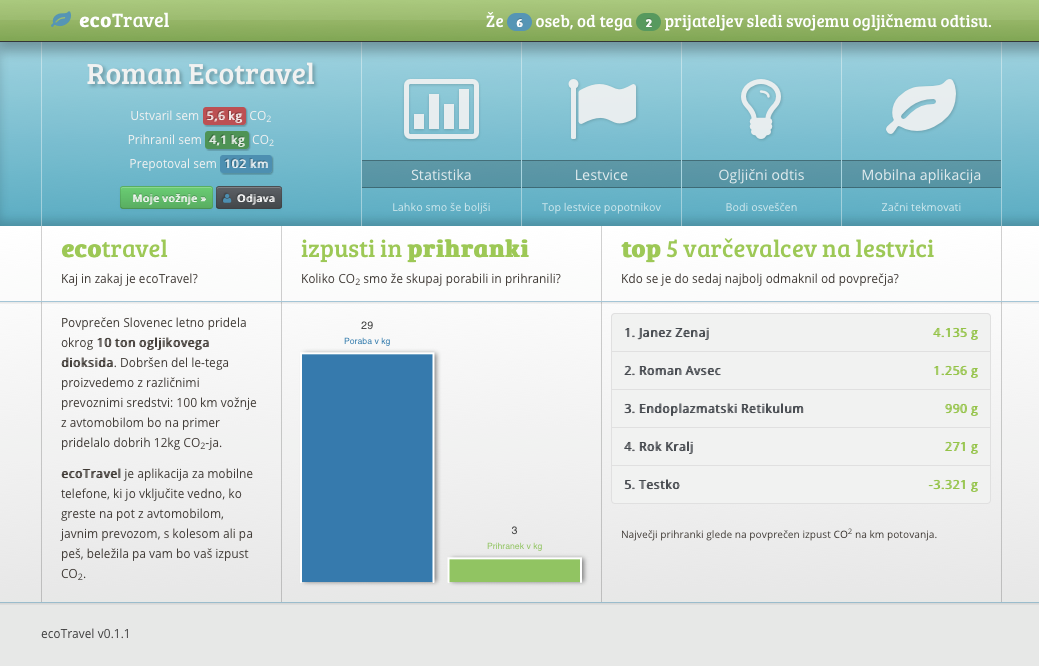 ecoTravel
Že 6 oseb, od tega 2 prijateljev sledi svojemu ogljičnemu odtisu.
Roman Ecotravel
Ustvaril sem 5,6 kg CO₂
Prihranil sem 4,1 kg CO₂
Prepotoval sem 102 km
Moje vožnje »
Odjava
Statistika
Lahko smo še boljši
Lestvice
Top lestvice popotnikov
Ogljični odtis
Bodi osveščen
Mobilna aplikacija
Začni tekmovati
ecotravel
Kaj in zakaj je ecoTravel?
Povprečen Slovenec letno pridela
okrog 10 ton ogljikovega
dioksida. Dobršen del le-tega
proizvedemo z različnimi
prevoznimi sredstvi: 100 km vožnje
z avtomobilom bo na primer
pridelalo dobrih 12kg CO₂-ja.
ecoTravel je aplikacija za mobilne
telefone, ki jo vključite vedno, ko
greste na pot z avtomobilom,
javnim prevozom, s kolesom ali pa
peš, beležila pa vam bo vaš izpust
CO₂.
izpusti in prihranki
Koliko CO₂ smo že skupaj porabili in prihranili?
29
Poraba v kg
3
Prihranek v kg
top 5 varčevalcev na lestvici
Kdo se je do sedaj najbolj odmaknil od povprečja?
1. Janez Zenaj 4.135 g
2. Roman Avsec 1.256 g
3. Endoplazmatski Retikulum 990 g
4. Rok Kralj 271 g
5. Testko -3.321 g
Največji prihranki glede na povprečen izpust CO² na km potovanja.
ecoTravel v0.1.1